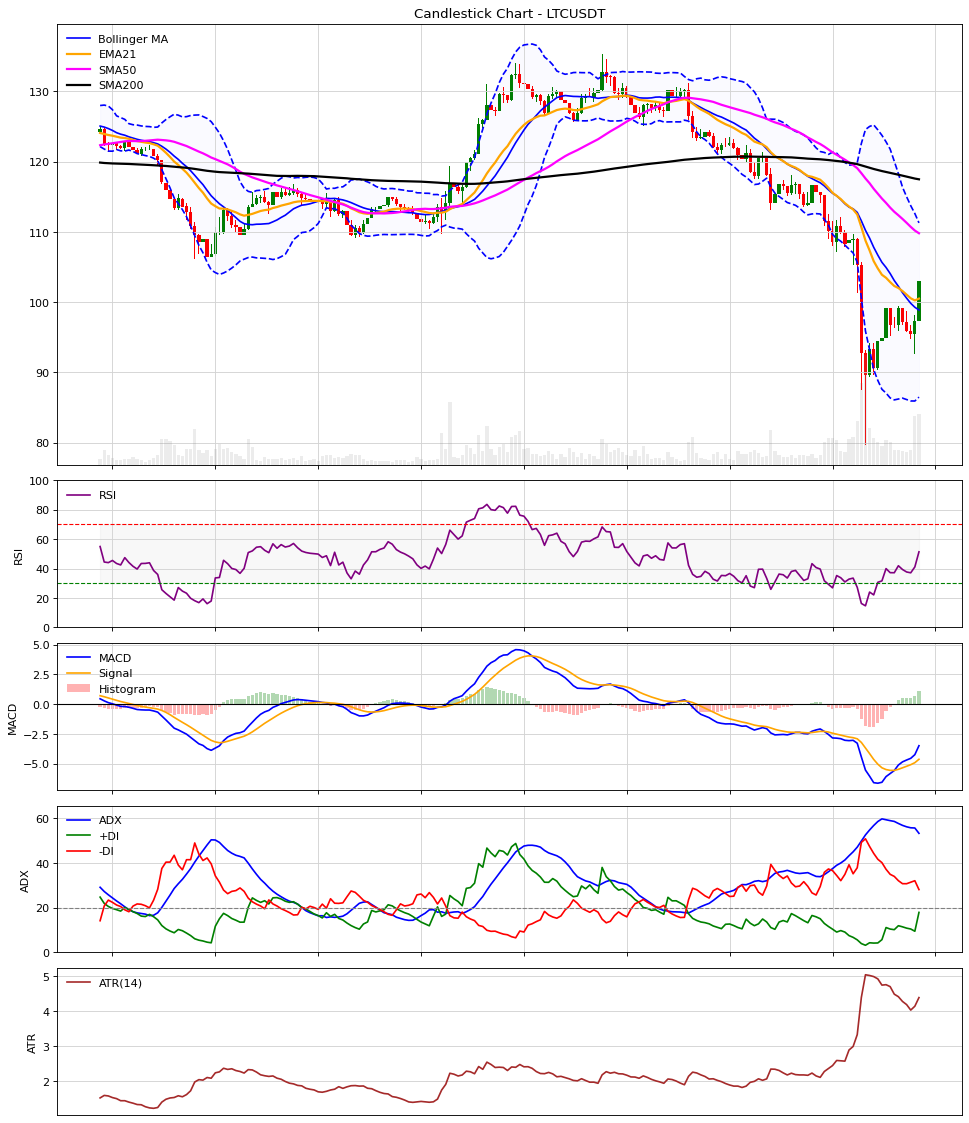 Candlestick Chart - LTCUSDT
Bollinger MA
EMA21
SMA50
SMA200
130
120
110
100
90
80
RSI
RSI
100
80
60
40
20
0
MACD
Signal
Histogram
MACD
5.0
2.5
0.0
−2.5
−5.0
ADX
+DI
-DI
ADX
60
40
20
0
ATR(14)
ATR
5
4
3
2